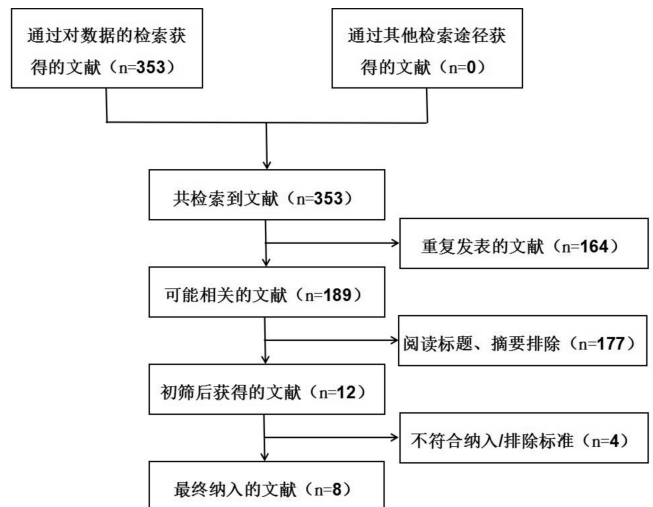 通过对数据的检索获
得的文献（n=353）
通过其他检索途径获
得的文献（n=0）
共检索到文献（n=353）
重复发表的文献（n=164）
可能相关的文献（n=189）
阅读标题、摘要排除（n=177）
初筛后获得的文献（n=12）
不符合纳入/排除标准（n=4）
最终纳入的文献（n=8）